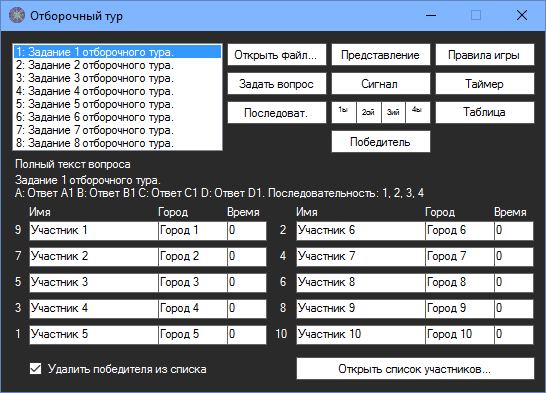 Отборочный тур
1: Задание 1 отборочного тура.
2: Задание 2 отборочного тура.
3: Задание 3 отборочного тура.
4: Задание 4 отборочного тура.
5: Задание 5 отборочного тура.
6: Задание 6 отборочного тура.
7: Задание 7 отборочного тура.
8: Задание 8 отборочного тура.
Открыть файл... Представление Правила игры
Задать вопрос Сигнал Таймер
Последоват. 1ы 2ой 3ий 4ы Таблица
Победитель
Полный текст вопроса
Задание 1 отборочного тура.
A: Ответ A1 B: Ответ B1 C: Ответ C1 D: Ответ D1. Последовательность: 1, 2, 3, 4
Имя Город Время Имя Город Время
9 Участник 1 Город 1 0 2 Участник 6 Город 6 0
7 Участник 2 Город 2 0 4 Участник 7 Город 7 0
5 Участник 3 Город 3 0 6 Участник 8 Город 8 0
3 Участник 4 Город 4 0 8 Участник 9 Город 9 0
1 Участник 5 Город 5 0 10 Участник 10 Город 10 0
Удалить победителя из списка Открыть список участников...